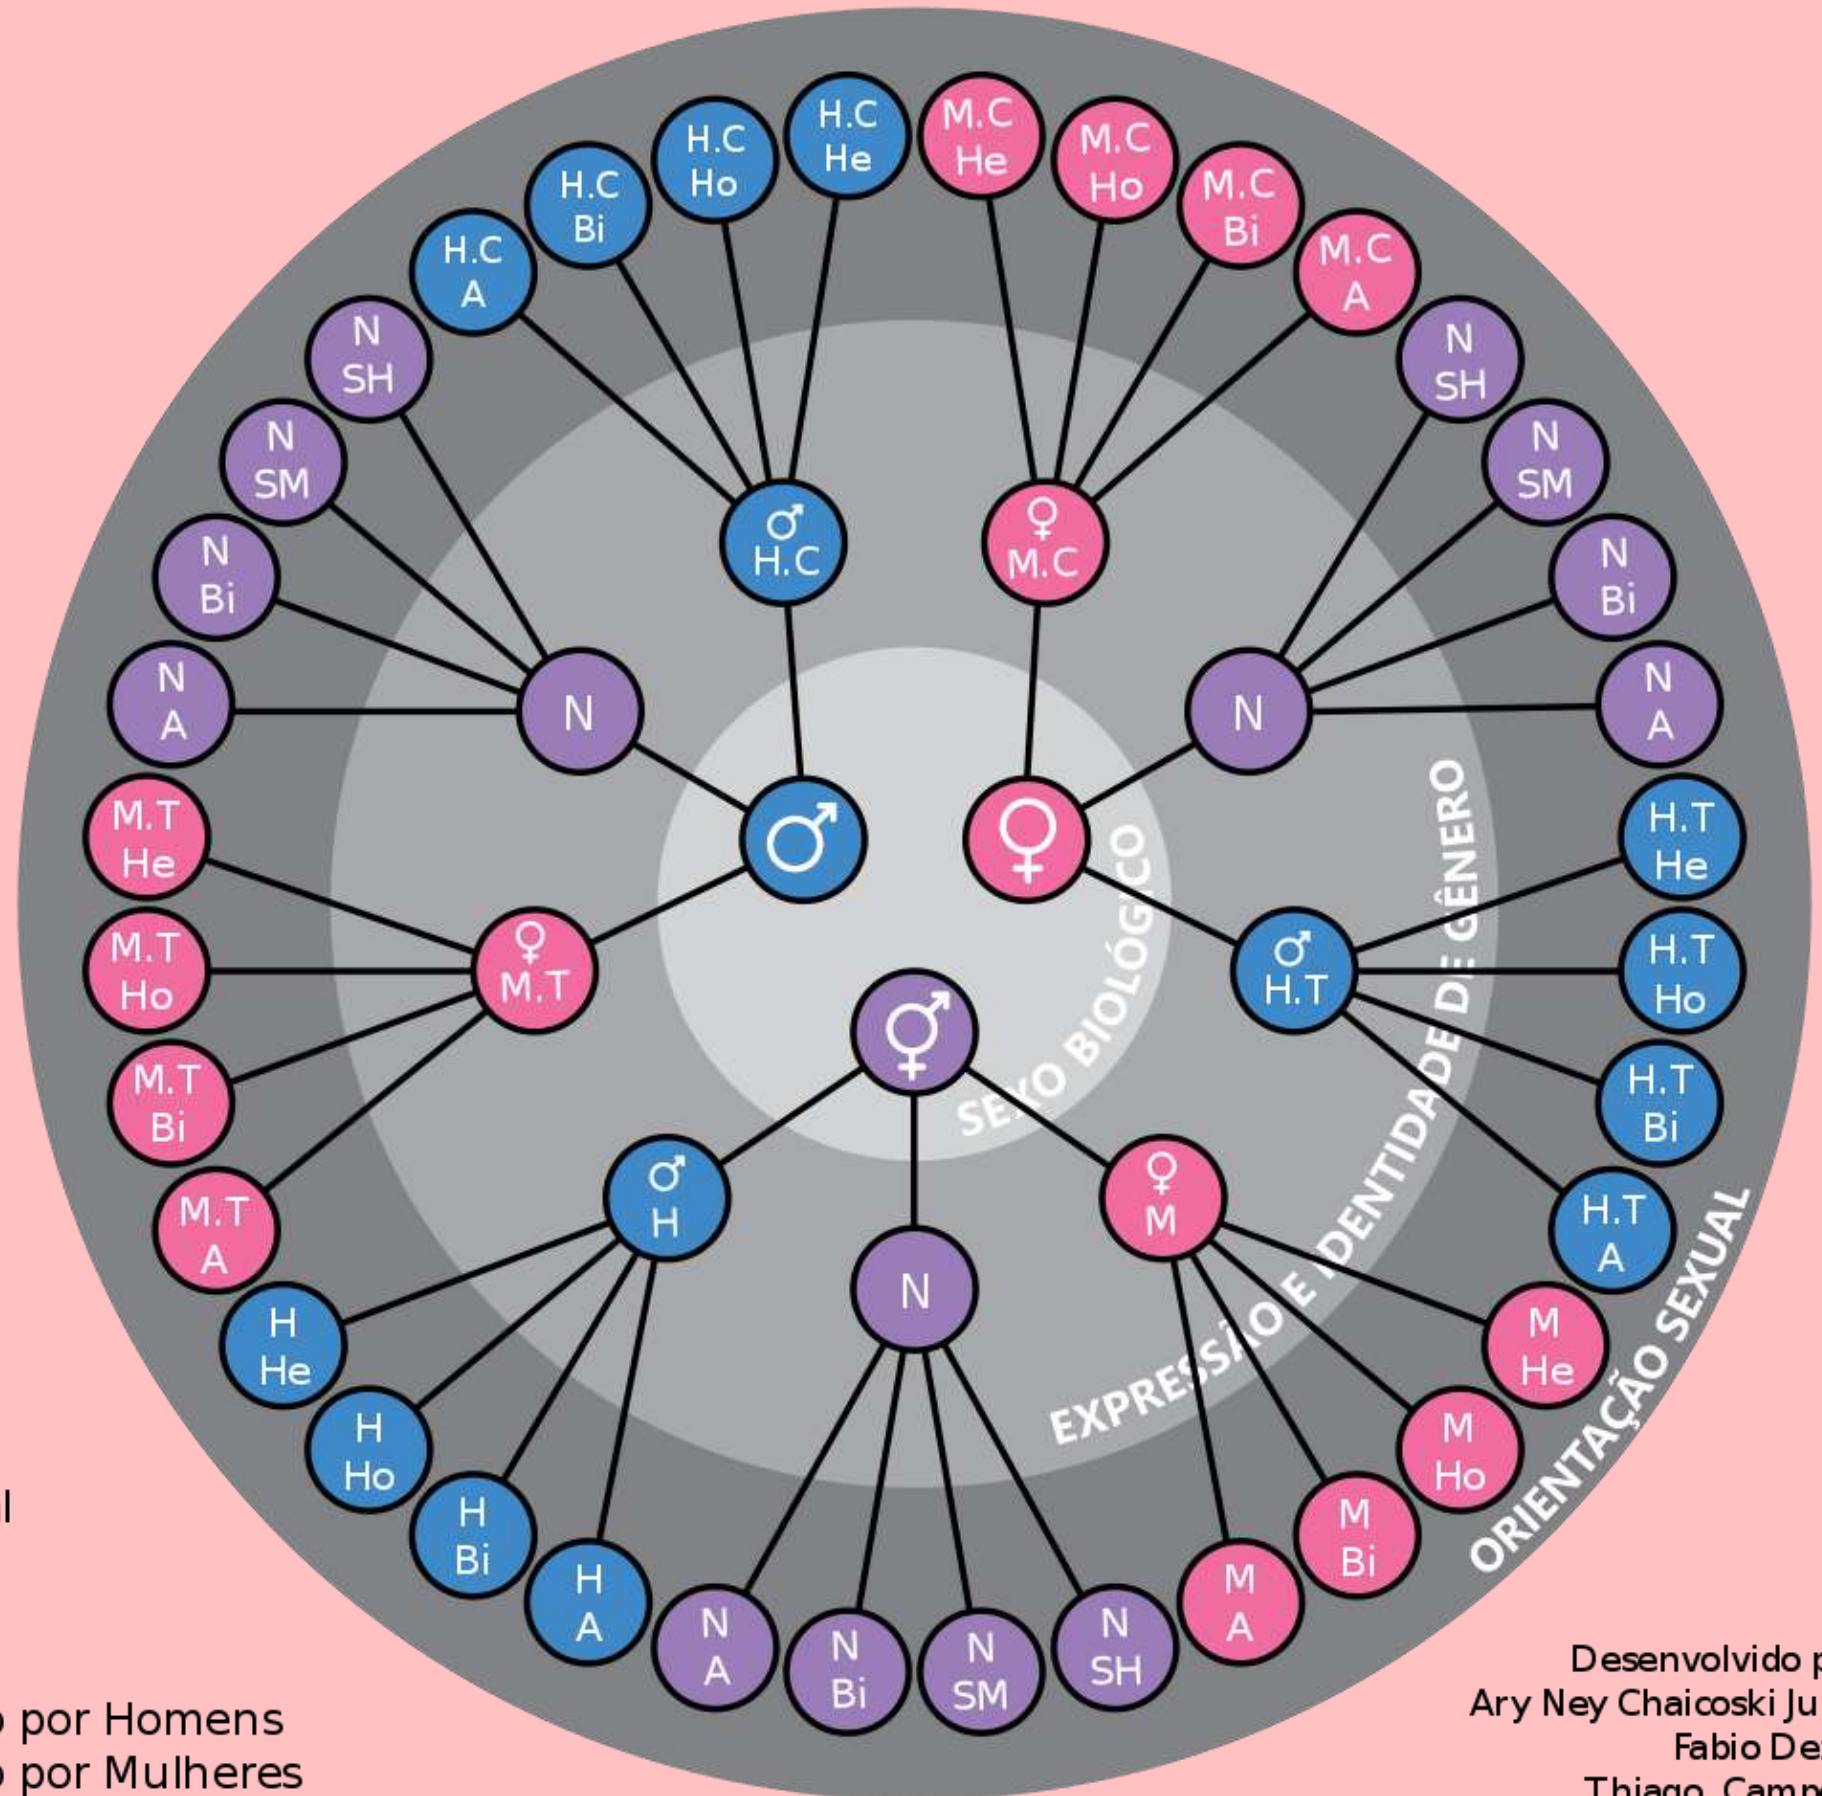 H.C
He
M.C
He
H.C
Ho
M.C
Ho
H.C
Bi
M.C
Bi
H.C
A
M.C
A
N
SH
N
SH
N
SM
N
SM
♂
H.C
♀
M.C
N
Bi
N
Bi
N
A
N
A
N
N
M.T
He
♂
♀
H.T
He
M.T
Ho
♀
M.T
♂
H.T
H.T
Ho
⚥
SEXO BIOLÓGICO
EXPRESSÃO E IDENTIDADE DE GÊNERO
ORIENTAÇÃO SEXUAL
M.T
Bi
H.T
Bi
M.T
A
♂
H
♀
M
H.T
A
N
H
He
M
He
H
Ho
M
Ho
H
Bi
M
Bi
H
A
M
A
N
A
N
Bi
N
SM
N
SH
por Homens
por Mulheres
Desenvolvido
Ary Ney Chaicoski
Fabio
Thiago